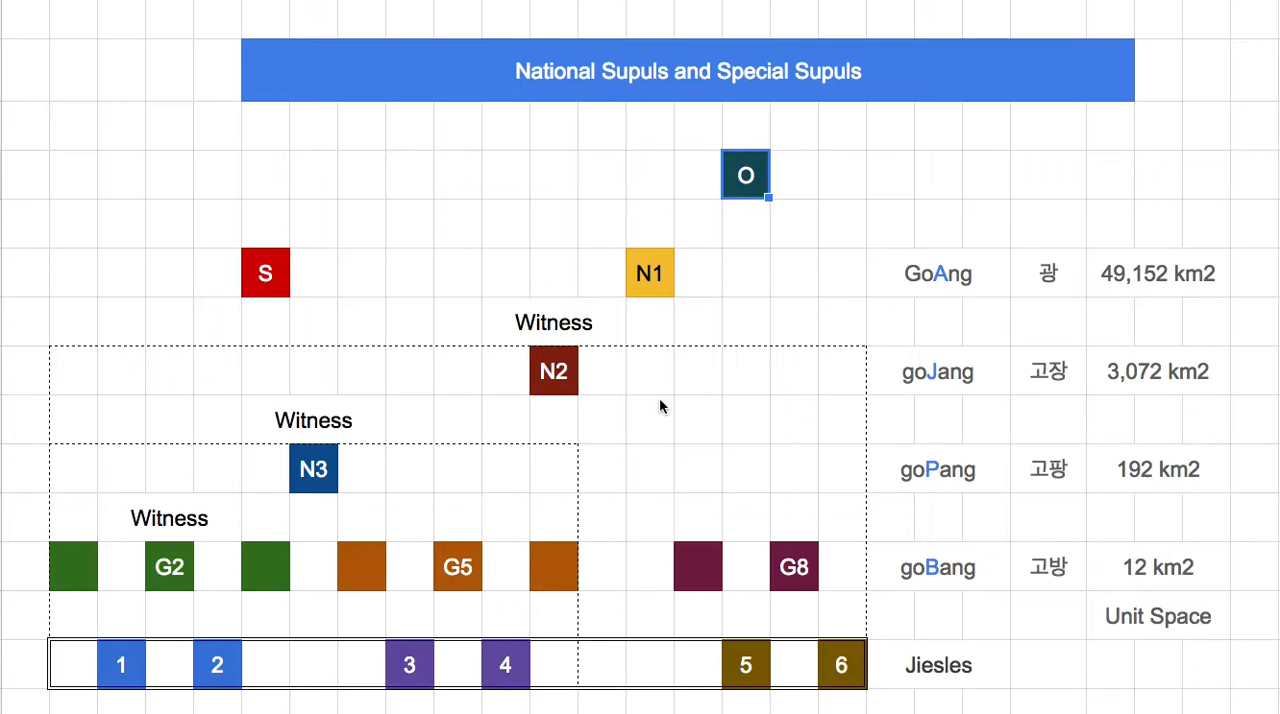 National Supuls and Special Supuls
O
S N1 GoAng 광 49,152 km2
Witness
N2 goJang 고장 3,072 km2
Witness
N3 goPang 고팡 192 km2
Witness
G2 G5 G8 goBang 고방 12 km2
Unit Space
1 2 3 4 5 6 Jiesles